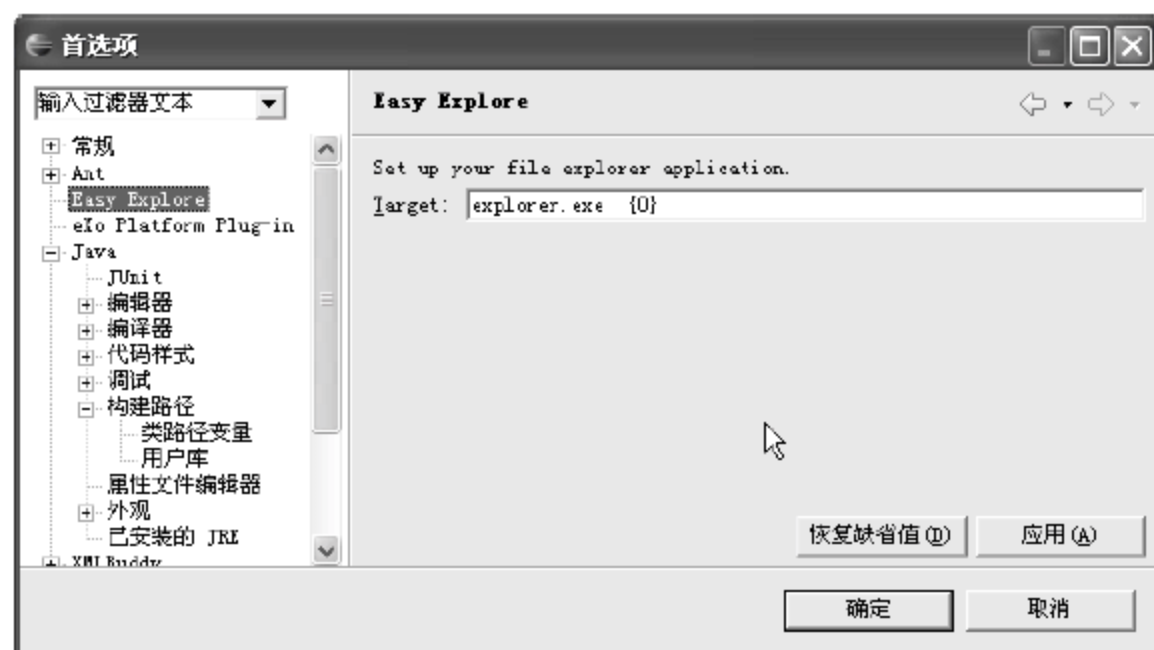 首选项
输入过滤器文本
常规
Ant
Easy Explore
eXo Platform Plug-in
Java
JUnit
编辑器
编译器
代码样式
调试
构建路径
类路径变量
用户库
属性文件编辑器
外观
已安装的 JRE
XMLBuddy
Easy Explore
Set up your file explorer application.
Target: explorer.exe {0}
恢复缺省值(D) 应用(A)
确定 取消